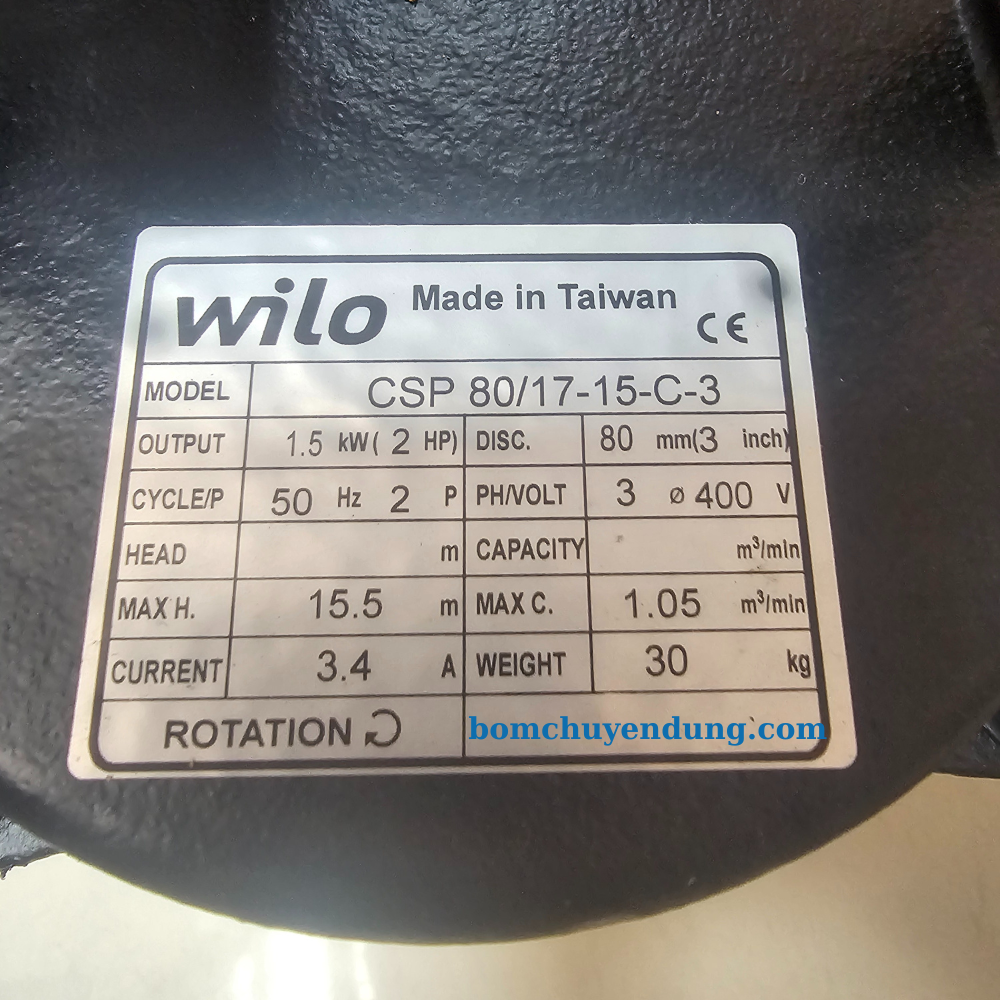 wilo Made in Taiwan
CE
MODEL CSP 80/17-15-C-3
OUTPUT 1.5 kW( 2 HP) DISC. 80 mm(3 inch)
CYCLE/P 50 Hz 2 P PH/VOLT 3 ø 400 V
HEAD m CAPACITY m³/min
MAX H. 15.5 m MAX C. 1.05 m³/min
CURRENT 3.4 A WEIGHT 30 kg
ROTATION bomchuyendung.com